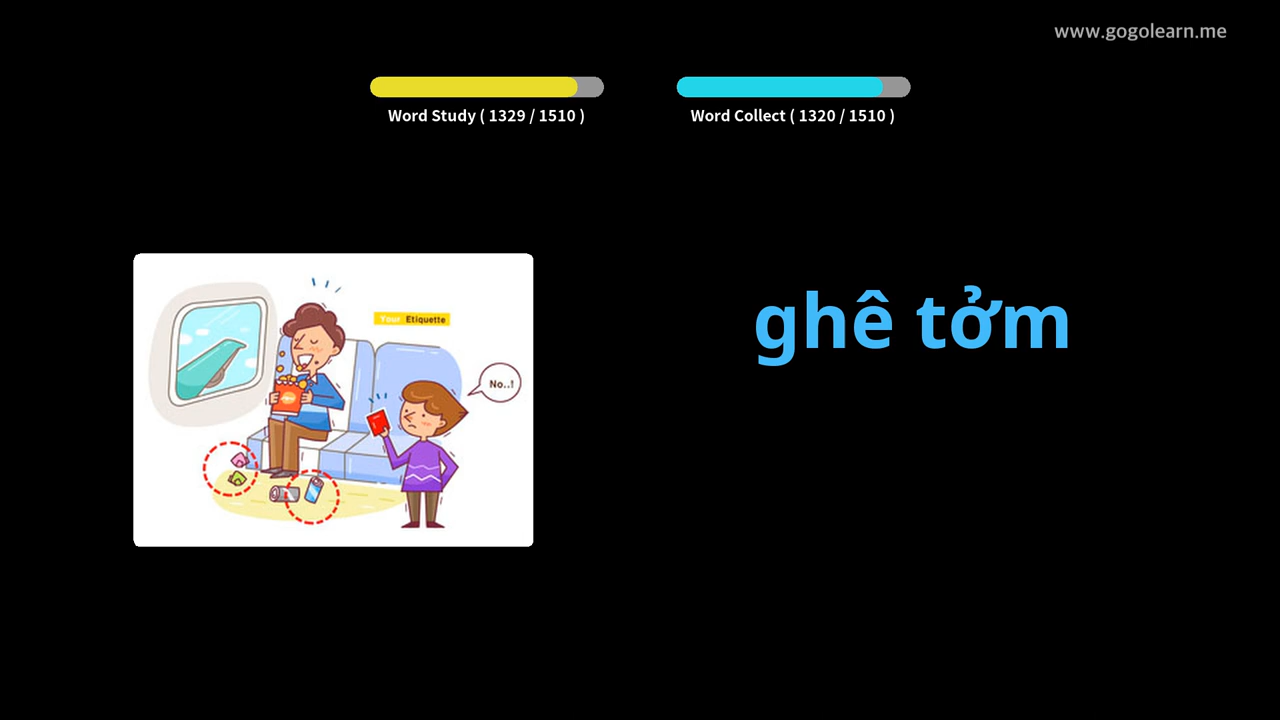 www.gogolearn.me
Word Study ( 1329 / 1510 )
Word Collect ( 1320 / 1510 )
Your Etiquette
No..!
ghê tởm